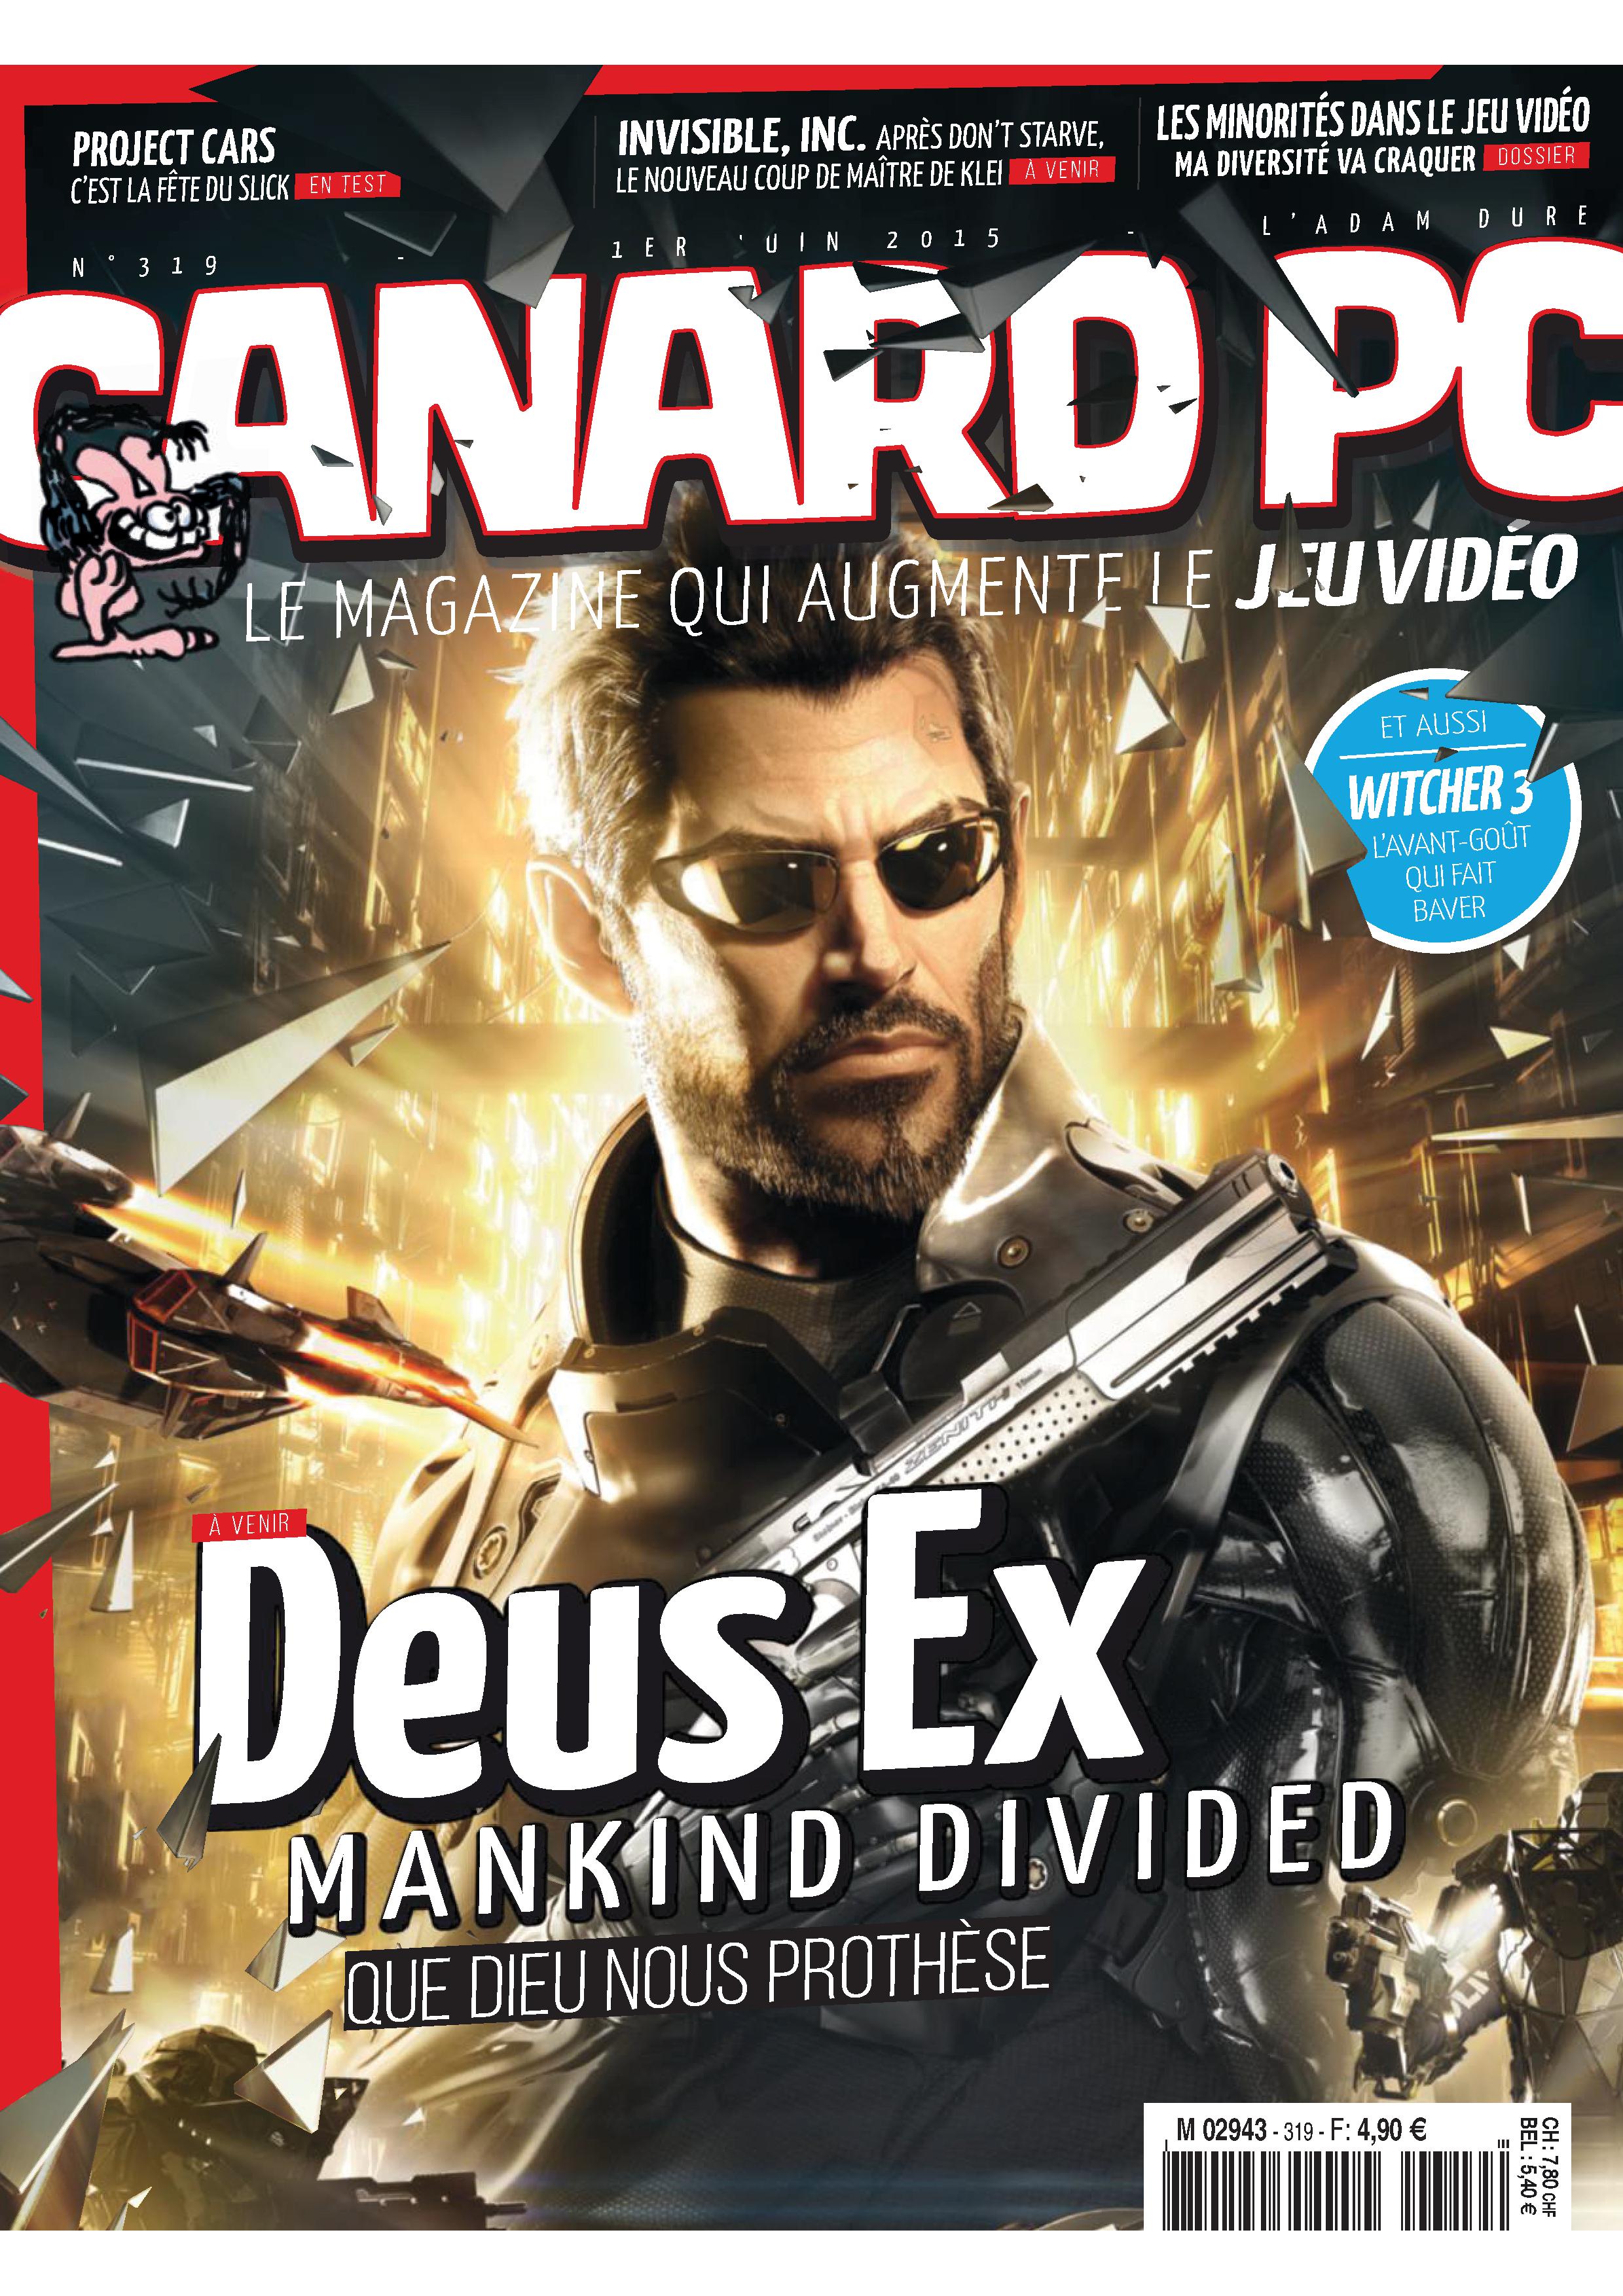 PROJECT CARS
C'EST LA FÊTE DU SLICK EN TEST
INVISIBLE, INC. APRÈS DON'T STARVE,
LE NOUVEAU COUP DE MAÎTRE DE KLEI À VENIR
LES MINORITÉS DANS LE JEU VIDÉO
MA DIVERSITÉ VA CRAQUER DOSSIER
N°319 - 1ER JUIN 2015 - L'ADAM DURE
CANARD PC
LE MAGAZINE QUI AUGMENTE LE JEU VIDÉO
ET AUSSI
WITCHER 3
L'AVANT-GOÛT
QUI FAIT
BAVER
ZENITH
À VENIR
DEUS EX
MANKIND DIVIDED
QUE DIEU NOUS PROTHÈSE
M 02943 - 319 - F: 4,90 €
CH : 7,80 CHF
BEL : 5,40 €